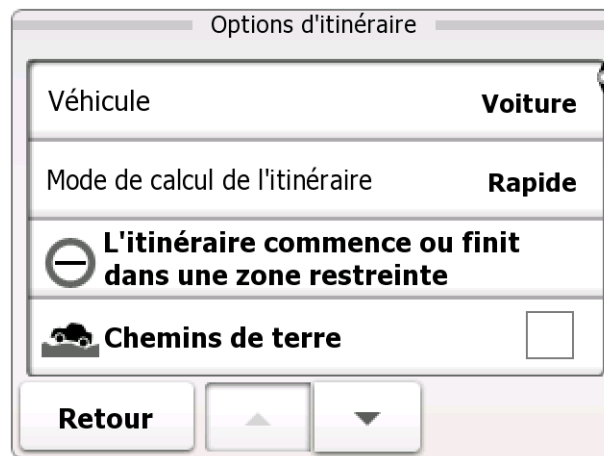 Options d'itinéraire
Véhicule Voiture
Mode de calcul de l'itinéraire Rapide
L'itinéraire commence ou finit
dans une zone restreinte
Chemins de terre
Retour